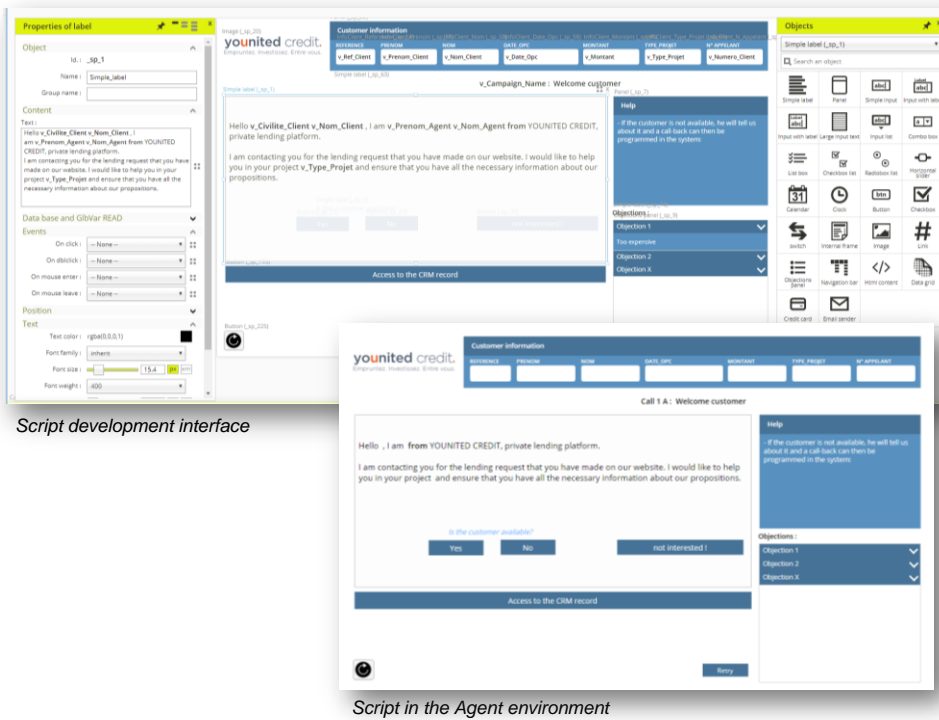 Properties of label
Object
Id. : _sp_1
Name : Simple_label
Group name :
Content
Text :
Hello v_Civilite_Client v_Nom_Client , I
am v_Prenom_Agent v_Nom_Agent from YOUNITED
CREDIT, private lending platform.
I am contacting you for the lending request that you have
made on our website. I would like to help you in your
project v_Type_Projet and ensure that you have all the
necessary information about our propositions.
Data base and GlbVar READ
Events
On click : -- None --
On dblclick : -- None --
On mouse enter : -- None --
On mouse leave : -- None --
Position
Text
Text color : rgba(0,0,0,1)
Font family : inherit
Font size : 15.4 px
Font weight : 400
Image (_sp_20)
younited credit.
Empruntez. Investissez. Entre vous.
Customer information
REFERENCE PRENOM NOM DATE_OPC MONTANT TYPE_PROJET N° APPELANT
v_Ref_Client v_Prenom_Client v_Nom_Client v_Date_Opc v_Montant v_Type_Projet v_Numero_Client
Simple label (_sp_63)
v_Campaign_Name : Welcome customer
Simple label (_sp_1)
Hello v_Civilite_Client v_Nom_Client , I am v_Prenom_Agent v_Nom_Agent from YOUNITED CREDIT,
private lending platform.
I am contacting you for the lending request that you have made on our website. I would like to help
you in your project v_Type_Projet and ensure that you have all the necessary information about our
propositions.
Yes No
Access to the CRM record
Button (_sp_223)
Panel (_sp_7)
Help
- If the customer is not available, he will tell us
about it and a call-back can then be
programmed in the system
Objections
Objection 1
Too expensive
Objection 2
Objection X
Objects
Simple label (_sp_1)
Search an object
Simple label Panel Simple input Input with label
Input with label Large input text Input list Combo box
List box Checkbox list Radiobox list Horizontal slider
Calendar Clock Button Checkbox
switch Internal frame Image Link
Objections panel Navigation bar Html content Data grid
Credit card Email sender
Script development interface
younited credit.
Empruntez. Investissez. Entre vous.
Customer information
REFERENCE PRENOM NOM DATE_OPC MONTANT TYPE_PROJET N° APPELANT
Call 1 A : Welcome customer
Hello , I am from YOUNITED CREDIT, private lending platform.
I am contacting you for the lending request that you have made on our website. I would like to help
you in your project and ensure that you have all the necessary information about our propositions.
Is the customer available?
Yes No not interested !
Access to the CRM record
Retry
Help
- If the customer is not available, he will tell us
about it and a call-back can then be
programmed in the system
Objections :
Objection 1
Objection 2
Objection X
Script in the Agent environment